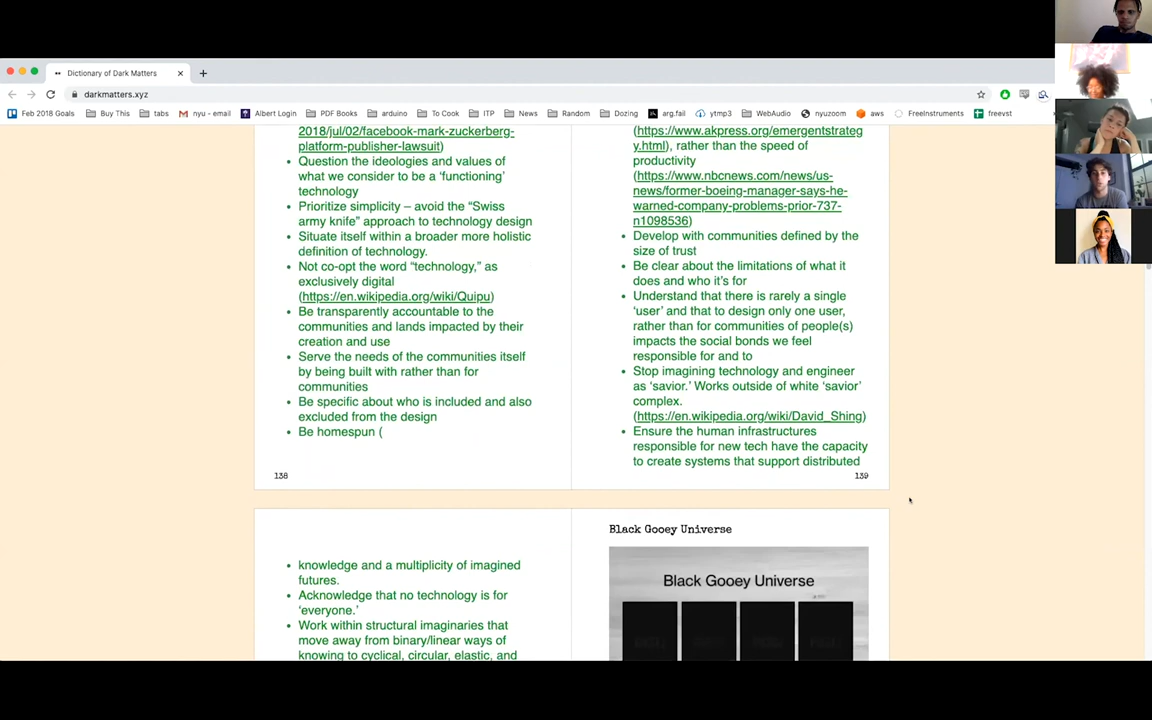 Dictionary of Dark Matters
darkmatters.xyz
Feb 2018 Goals
Buy This
tabs
nyu - email
Albert Login
PDF Books
arduino
To Cook
ITP
News
Random
Dozing
arg.fail
ytmp3
nyuzoom
WebAudio
aws
FreeInstruments
freevst
2018/jul/02/facebook-mark-zuckerberg-
platform-publisher-lawsuit)
• Question the ideologies and values of
what we consider to be a ‘functioning’
technology
• Prioritize simplicity – avoid the “Swiss
army knife” approach to technology design
• Situate itself within a broader more holistic
definition of technology.
• Not co-opt the word “technology,” as
exclusively digital
(https://en.wikipedia.org/wiki/Quipu)
• Be transparently accountable to the
communities and lands impacted by their
creation and use
• Serve the needs of the communities itself
by being built with rather than for
communities
• Be specific about who is included and also
excluded from the design
• Be homespun (
138
(https://www.akpress.org/emergentstrateg
y.html), rather than the speed of
productivity
(https://www.nbcnews.com/news/us-
news/former-boeing-manager-says-he-
warned-company-problems-prior-737-
n1098536)
• Develop with communities defined by the
size of trust
• Be clear about the limitations of what it
does and who it’s for
• Understand that there is rarely a single
‘user’ and that to design only one user,
rather than for communities of people(s)
impacts the social bonds we feel
responsible for and to
• Stop imagining technology and engineer
as ‘savior.’ Works outside of white ‘savior’
complex.
(https://en.wikipedia.org/wiki/David_Shing)
• Ensure the human infrastructures
responsible for new tech have the capacity
to create systems that support distributed
139
• knowledge and a multiplicity of imagined
futures.
• Acknowledge that no technology is for
‘everyone.’
• Work within structural imaginaries that
move away from binary/linear ways of
knowing to cyclical, circular, elastic, and
Black Gooey Universe
Black Gooey Universe